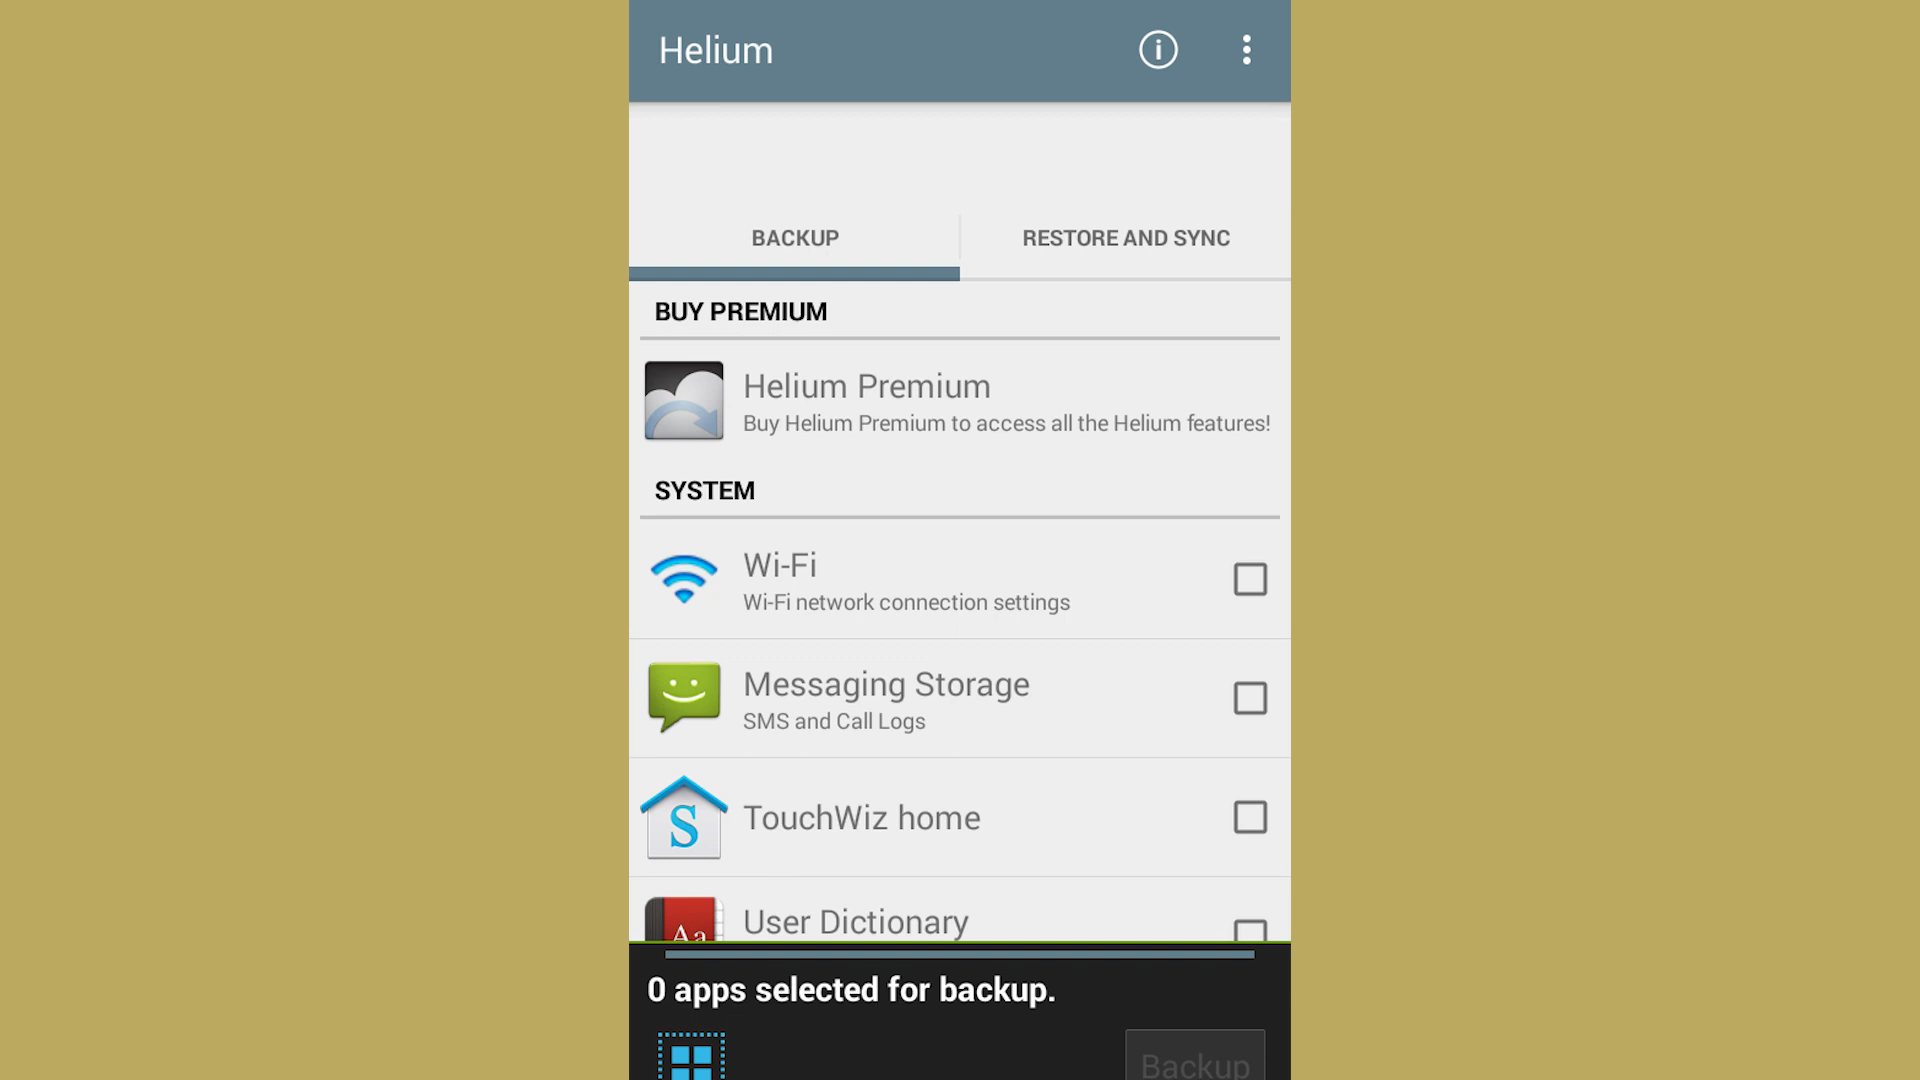 Helium
BACKUP
RESTORE AND SYNC
BUY PREMIUM
Helium Premium
Buy Helium Premium to access all the Helium features!
SYSTEM
Wi-Fi
Wi-Fi network connection settings
Messaging Storage
SMS and Call Logs
S
TouchWiz home
Aa
User Dictionary
0 apps selected for backup.
Backup